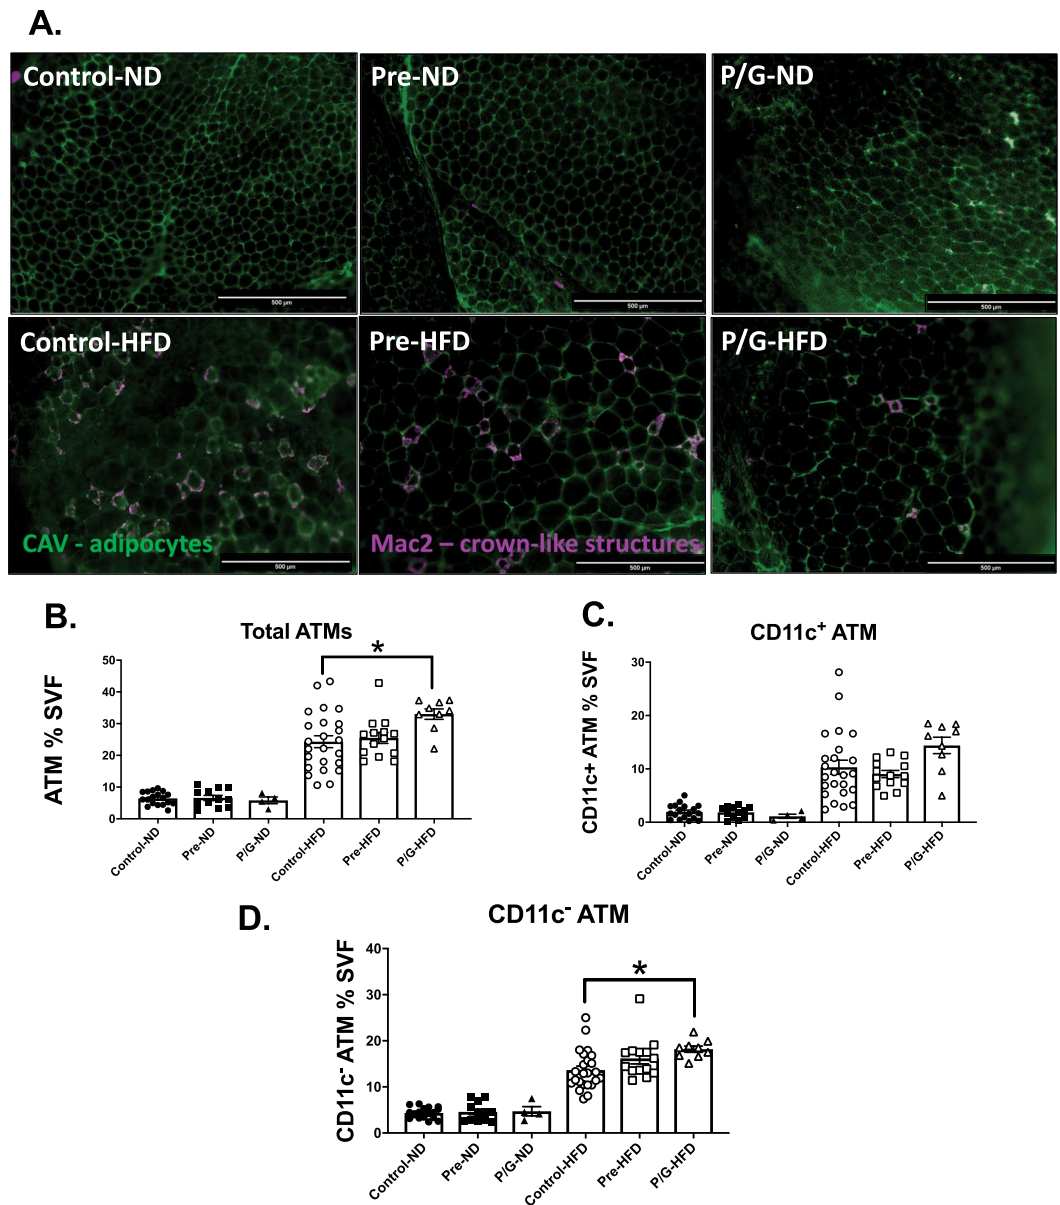 A.
Control-ND
Pre-ND
P/G-ND
500 µm
500 µm
500 µm
Control-HFD
Pre-HFD
P/G-HFD
CAV - adipocytes
Mac2 – crown-like structures
500 µm
500 µm
500 µm
B.
Total ATMs
*
ATM % SVF
50
40
30
20
10
0
Control-ND
Pre-ND
P/G-ND
Control-HFD
Pre-HFD
P/G-HFD
C.
CD11c+ ATM
CD11c+ ATM % SVF
30
20
10
0
Control-ND
Pre-ND
P/G-ND
Control-HFD
Pre-HFD
P/G-HFD
D.
CD11c- ATM
*
CD11c- ATM % SVF
40
30
20
10
0
Control-ND
Pre-ND
P/G-ND
Control-HFD
Pre-HFD
P/G-HFD